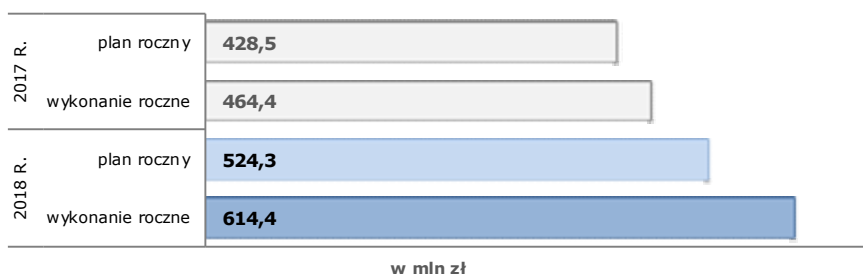 2017 R.
plan roczny 428,5
wykonanie roczne 464,4
2018 R.
plan roczny 524,3
wykonanie roczne 614,4
w mln zł